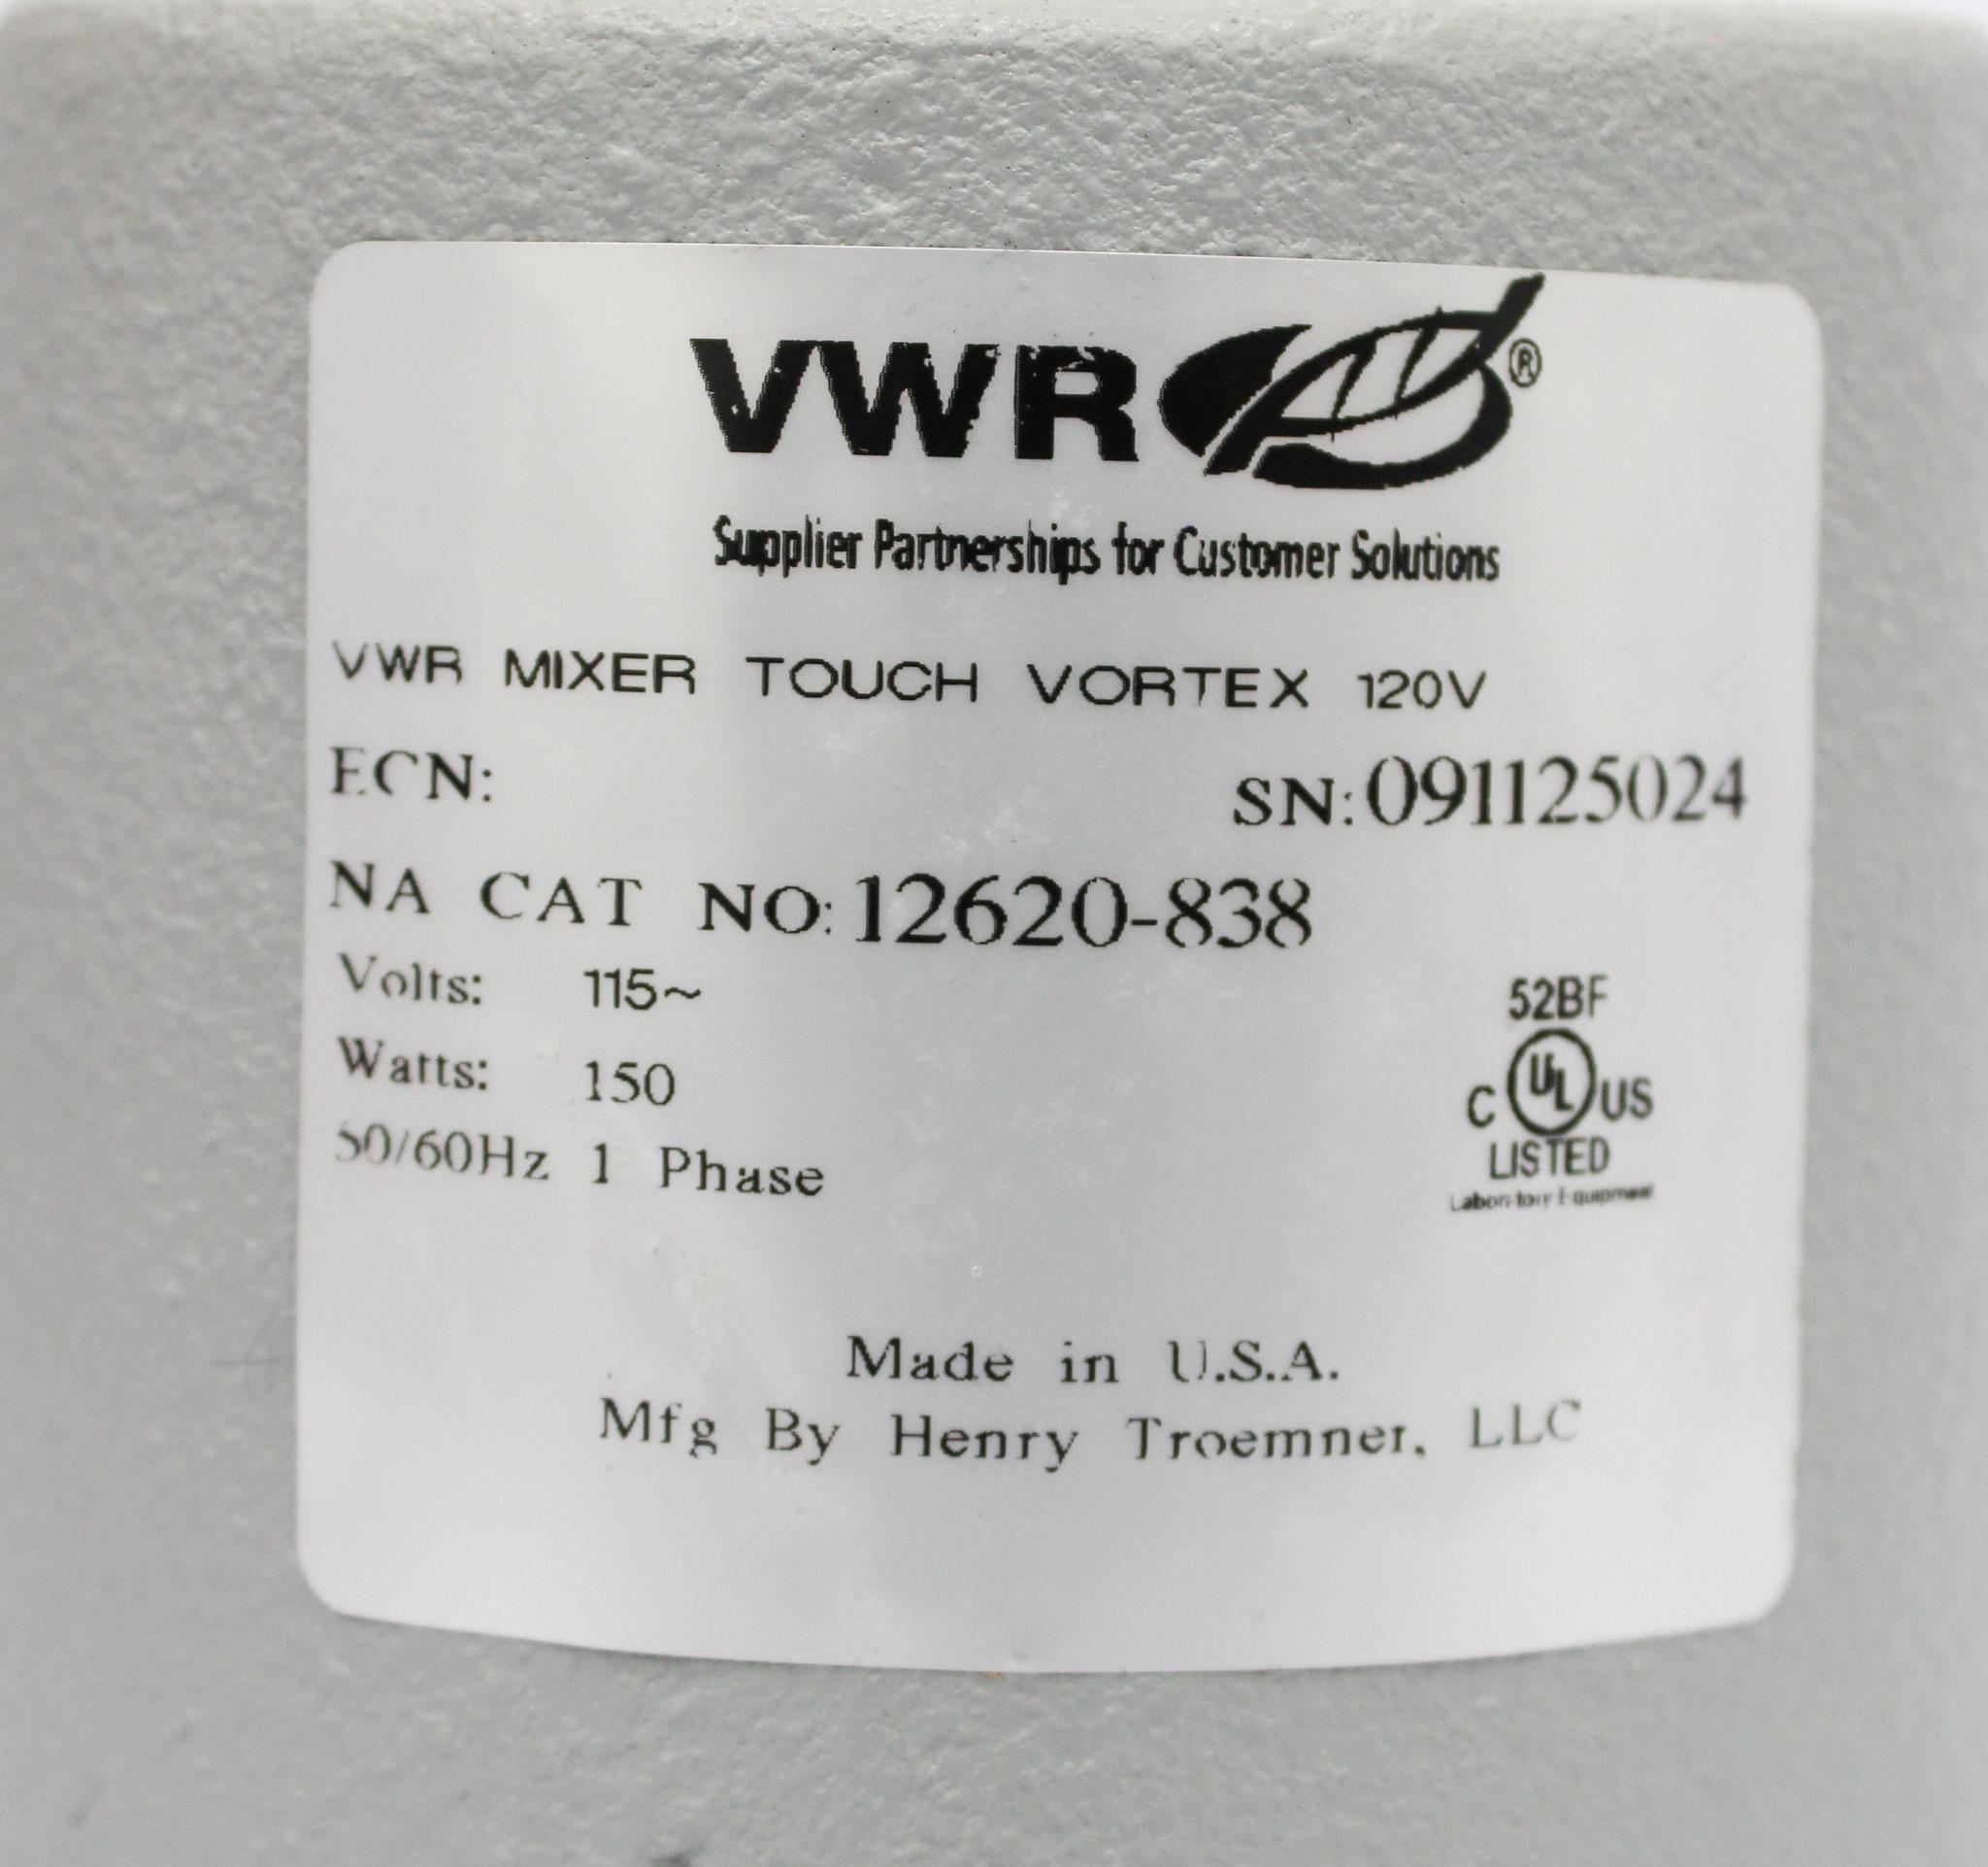 VWR ®
Supplier Partnerships for Customer Solutions
VWR MIXER TOUCH VORTEX 120V
ECN: SN: 091125024
NA CAT NO: 12620-838
Volts: 115~
Watts: 150
50/60Hz 1 Phase
52BF
C UL US
LISTED
Laboratory Equipment
Made in U.S.A.
Mfg By Henry Troemner, LLC